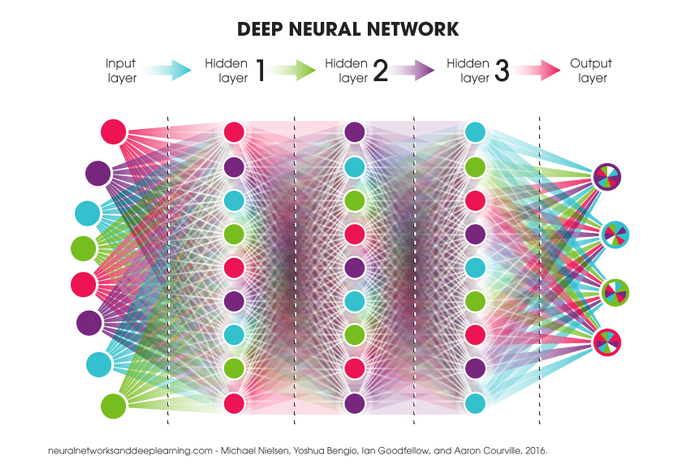 DEEP NEURAL NETWORK
Input
layer
Hidden
layer 1
Hidden
layer 2
Hidden
layer 3
Output
layer
neuralnetworksanddeeplearning.com - Michael Nielsen, Yoshua Bengio, Ian Goodfellow, and Aaron Courville, 2016.